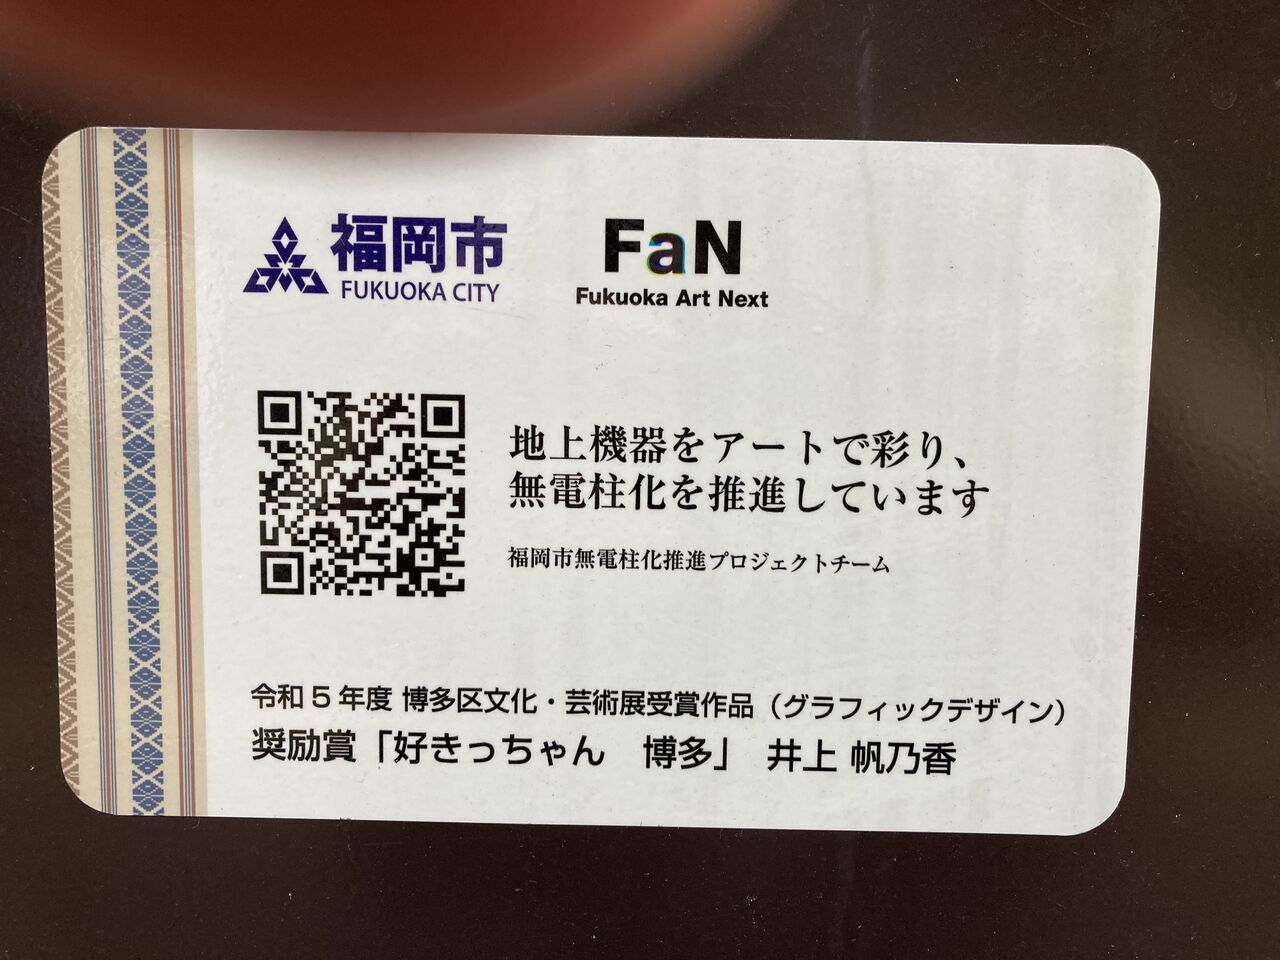 福岡市
FUKUOKA CITY
FaN
Fukuoka Art Next
地上機器をアートで彩り、
無電柱化を推進しています
福岡市無電柱化推進プロジェクトチーム
令和5年度 博多区文化・芸術展受賞作品（グラフィックデザイン）
奨励賞「好きっちゃん　博多」 井上 帆乃香